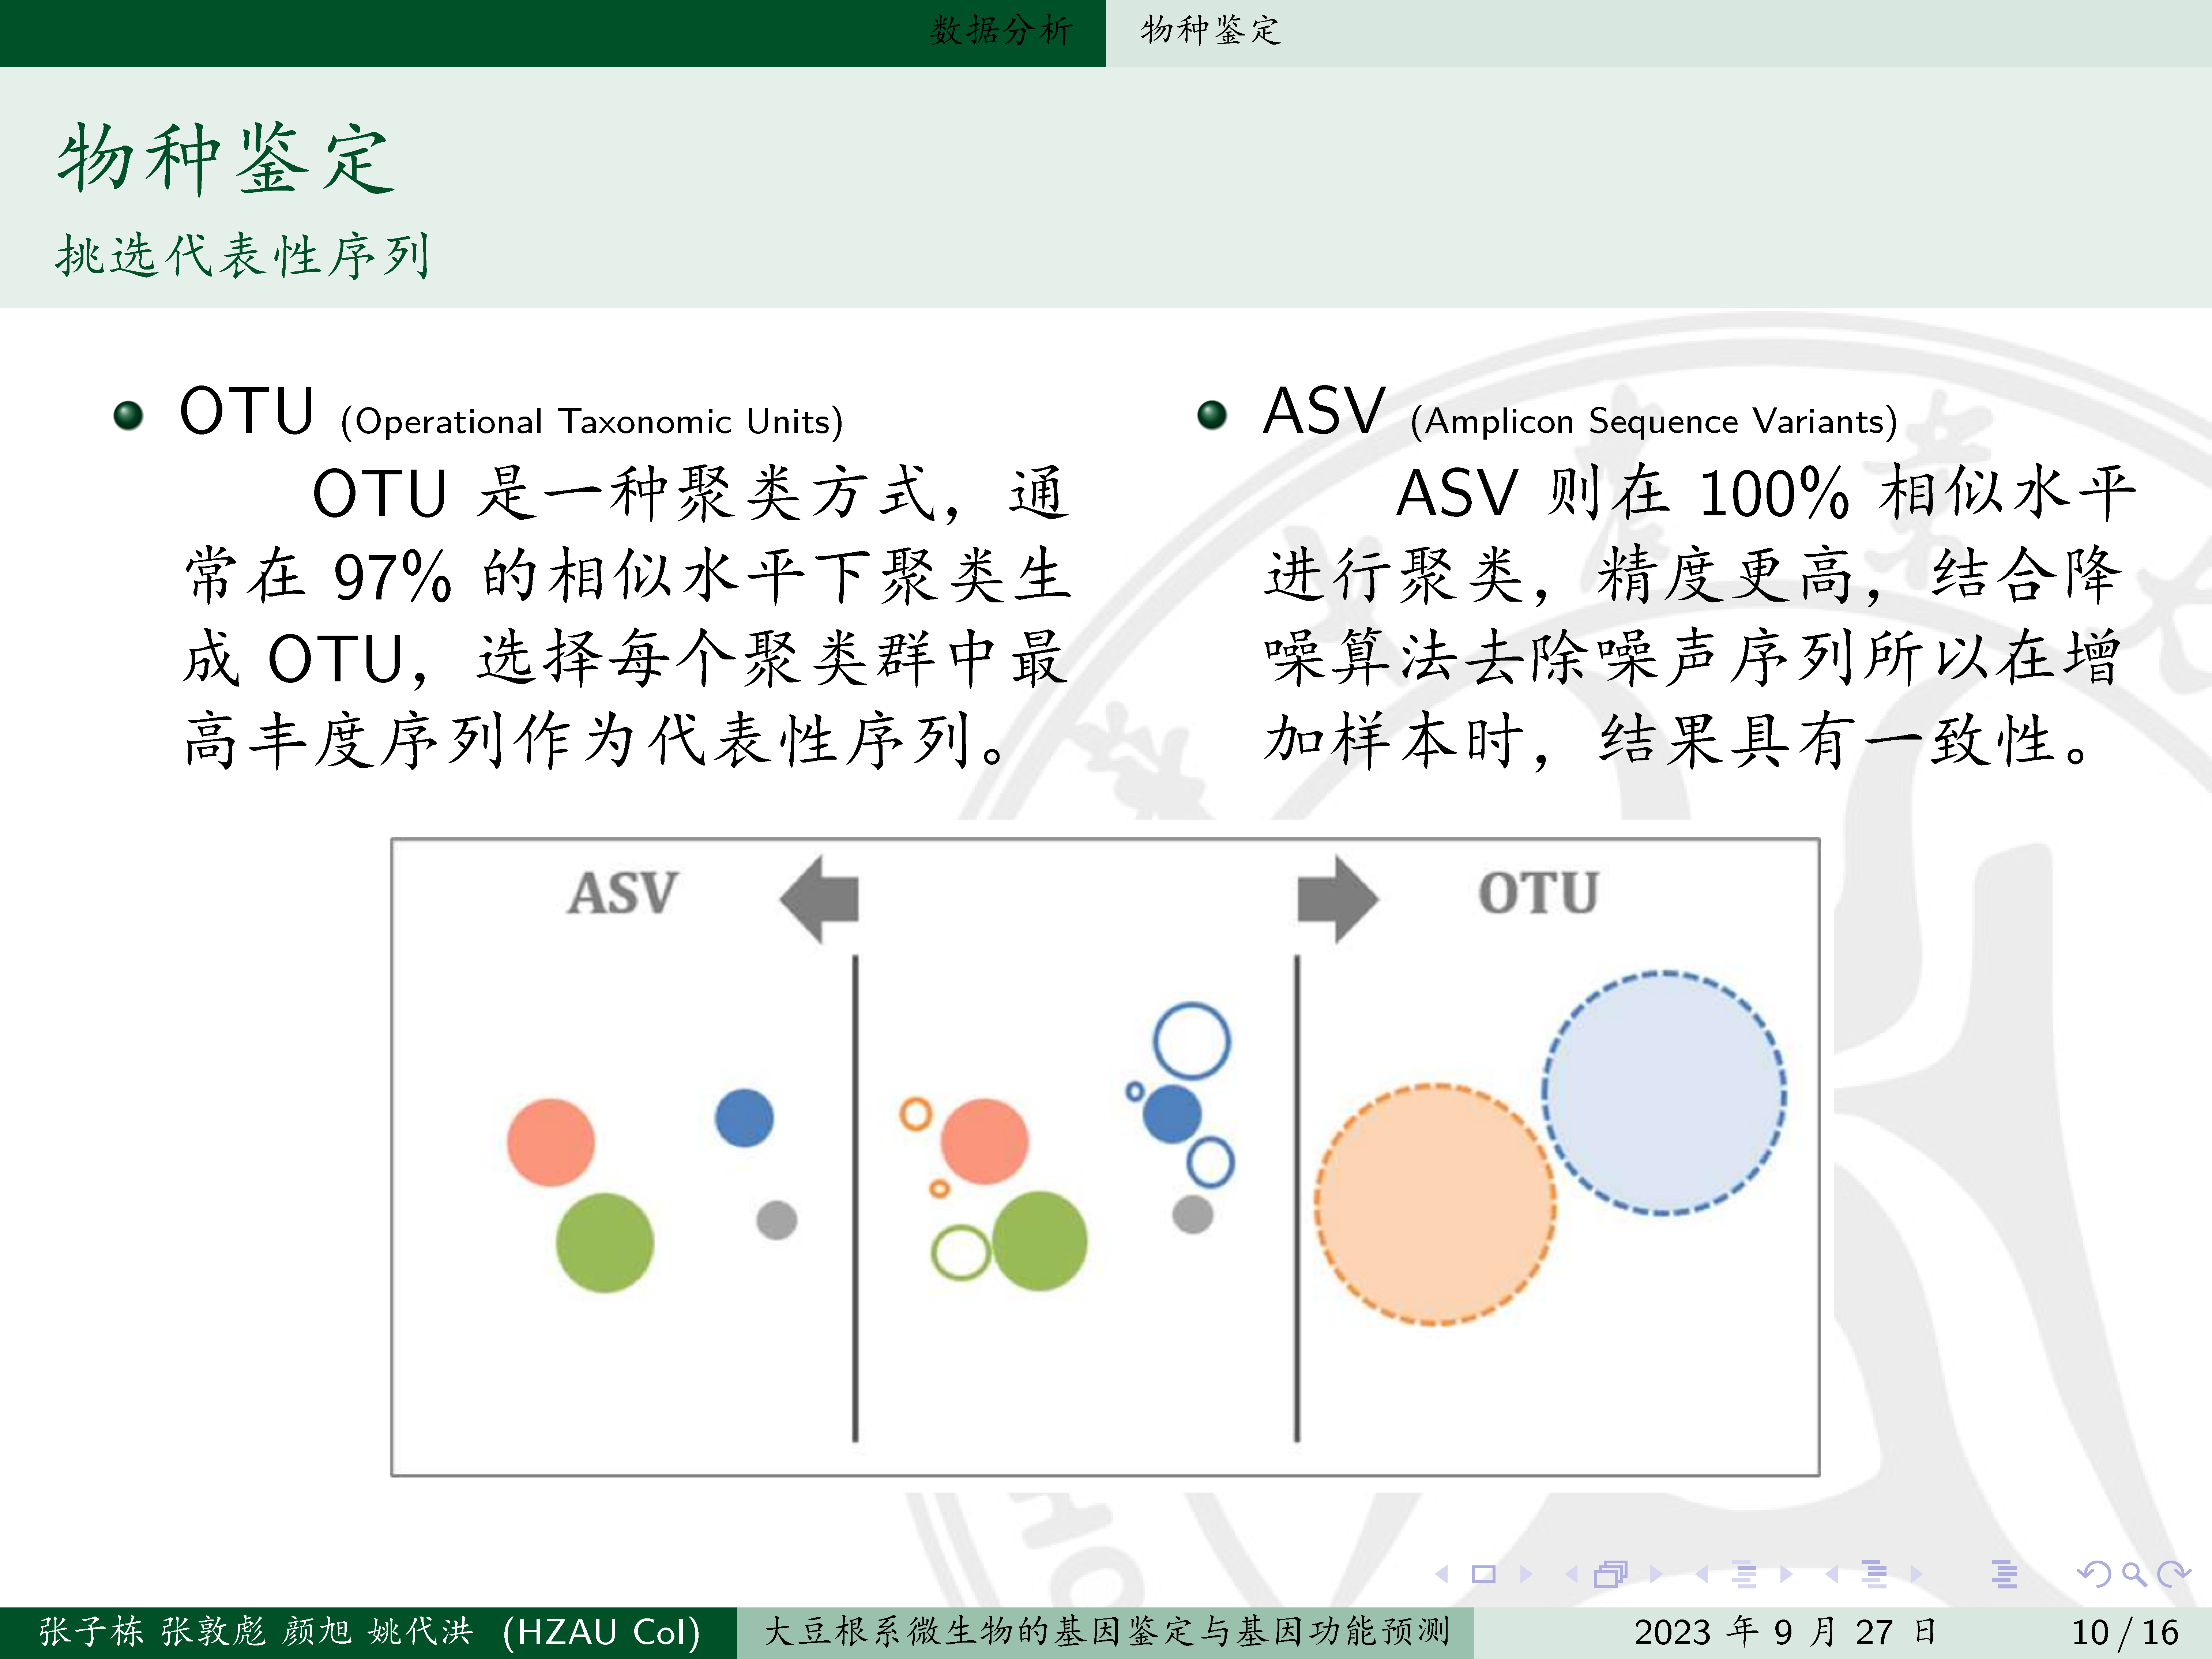 数据分析
物种鉴定
物种鉴定
挑选代表性序列
OTU (Operational Taxonomic Units)
OTU 是一种聚类方式，通
常在 97% 的相似水平下聚类生
成 OTU，选择每个聚类群中最
高丰度序列作为代表性序列。
ASV (Amplicon Sequence Variants)
ASV 则在 100% 相似水平
进行聚类，精度更高，结合降
噪算法去除噪声序列所以在增
加样本时，结果具有一致性。
ASV
OTU
张子栋 张敦彪 颜旭 姚代洪 (HZAU Col)
大豆根系微生物的基因鉴定与基因功能预测
2023 年 9 月 27 日
10 / 16